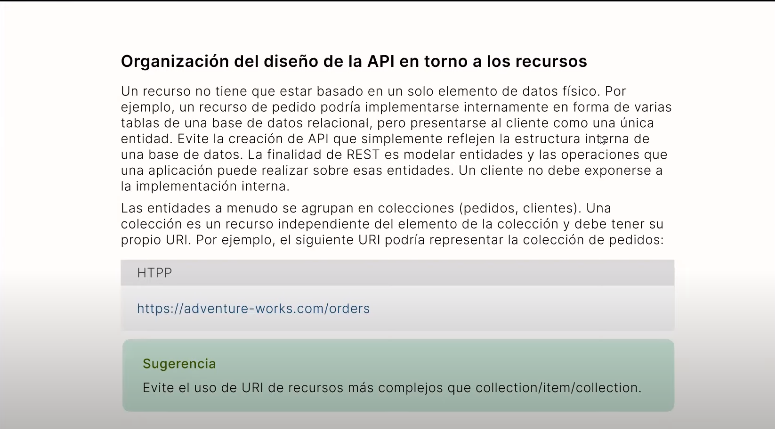 Organización del diseño de la API en torno a los recursos
Un recurso no tiene que estar basado en un solo elemento de datos físico. Por
ejemplo, un recurso de pedido podría implementarse internamente en forma de varias
tablas de una base de datos relacional, pero presentarse al cliente como una única
entidad. Evite la creación de API que simplemente reflejen la estructura interna de
una base de datos. La finalidad de REST es modelar entidades y las operaciones que
una aplicación puede realizar sobre esas entidades. Un cliente no debe exponerse a
la implementación interna.
Las entidades a menudo se agrupan en colecciones (pedidos, clientes). Una
colección es un recurso independiente del elemento de la colección y debe tener su
propio URI. Por ejemplo, el siguiente URI podría representar la colección de pedidos:
HTPP
https://adventure-works.com/orders
Sugerencia
Evite el uso de URI de recursos más complejos que collection/item/collection.